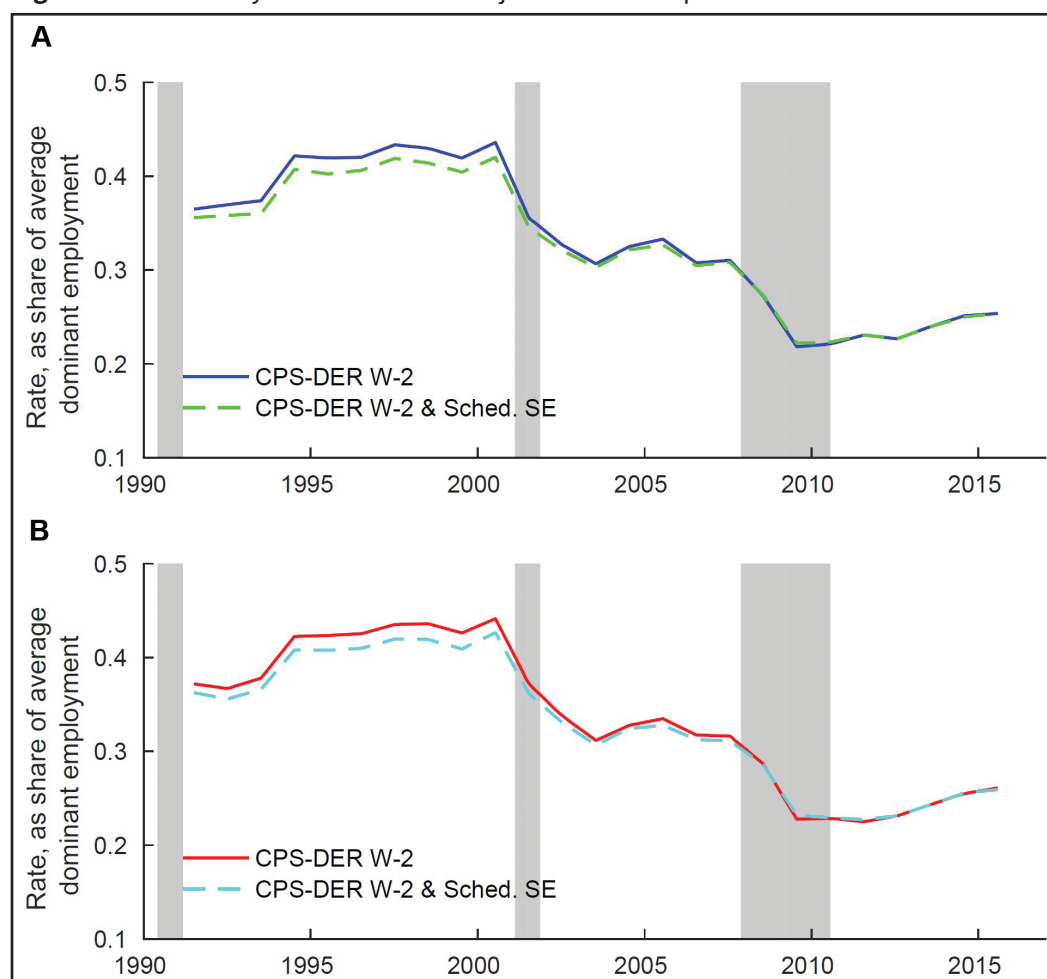 A
Rate, as share of average
dominant employment
0.5
0.4
0.3
0.2
0.1
CPS-DER W-2
CPS-DER W-2 & Sched. SE
1990 1995 2000 2005 2010 2015
B
Rate, as share of average
dominant employment
0.5
0.4
0.3
0.2
0.1
CPS-DER W-2
CPS-DER W-2 & Sched. SE
1990 1995 2000 2005 2010 2015